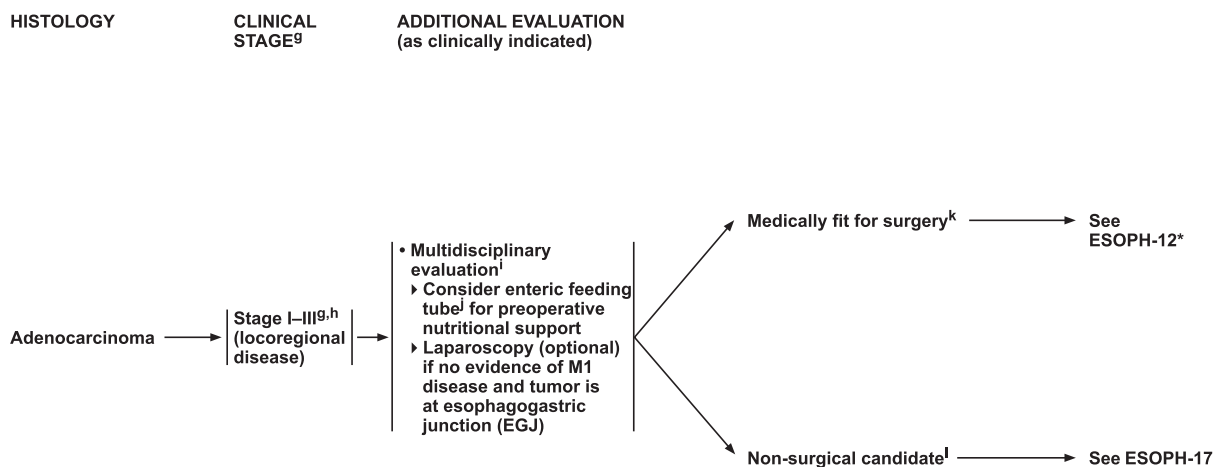 HISTOLOGY
CLINICAL
STAGEg
ADDITIONAL EVALUATION
(as clinically indicated)
Adenocarcinoma
Stage I–IIIg,h
(locoregional
disease)
• Multidisciplinary
evaluationi
Consider enteric feeding
tubej for preoperative
nutritional support
Laparoscopy (optional)
if no evidence of M1
disease and tumor is
at esophagogastric
junction (EGJ)
Medically fit for surgeryk
See
ESOPH-12*
Non-surgical candidatel
See ESOPH-17